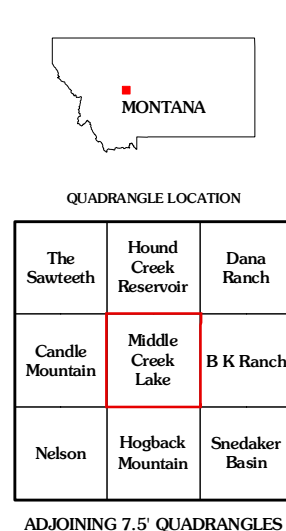 MONTANA
QUADRANGLE LOCATION
The
Sawteeth
Hound
Creek
Reservoir
Dana
Ranch
Candle
Mountain
Middle
Creek
Lake
B K Ranch
Nelson
Hogback
Mountain
Snedaker
Basin
ADJOINING 7.5' QUADRANGLES